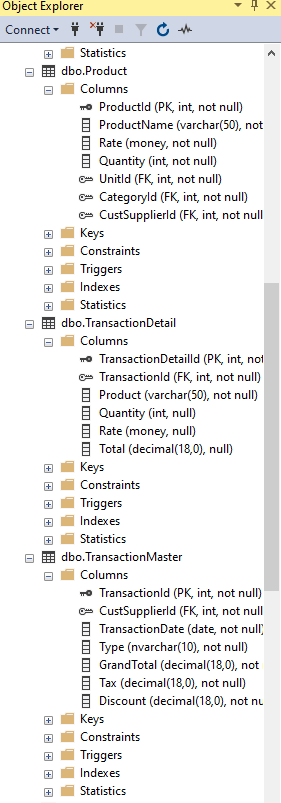 Object Explorer
Connect
Statistics
dbo.Product
Columns
ProductId (PK, int, not null)
ProductName (varchar(50), not
Rate (money, not null)
Quantity (int, not null)
UnitId (FK, int, not null)
CategoryId (FK, int, not null)
CustSupplierId (FK, int, not null)
Keys
Constraints
Triggers
Indexes
Statistics
dbo.TransactionDetail
Columns
TransactionDetailId (PK, int, not
TransactionId (FK, int, not null)
Product (varchar(50), not null)
Quantity (int, null)
Rate (money, null)
Total (decimal(18,0), null)
Keys
Constraints
Triggers
Indexes
Statistics
dbo.TransactionMaster
Columns
TransactionId (PK, int, not null)
CustSupplierId (FK, int, not null)
TransactionDate (date, not null)
Type (nvarchar(10), not null)
GrandTotal (decimal(18,0), not
Tax (decimal(18,0), not null)
Discount (decimal(18,0), not nu
Keys
Constraints
Triggers
Indexes
Statistics